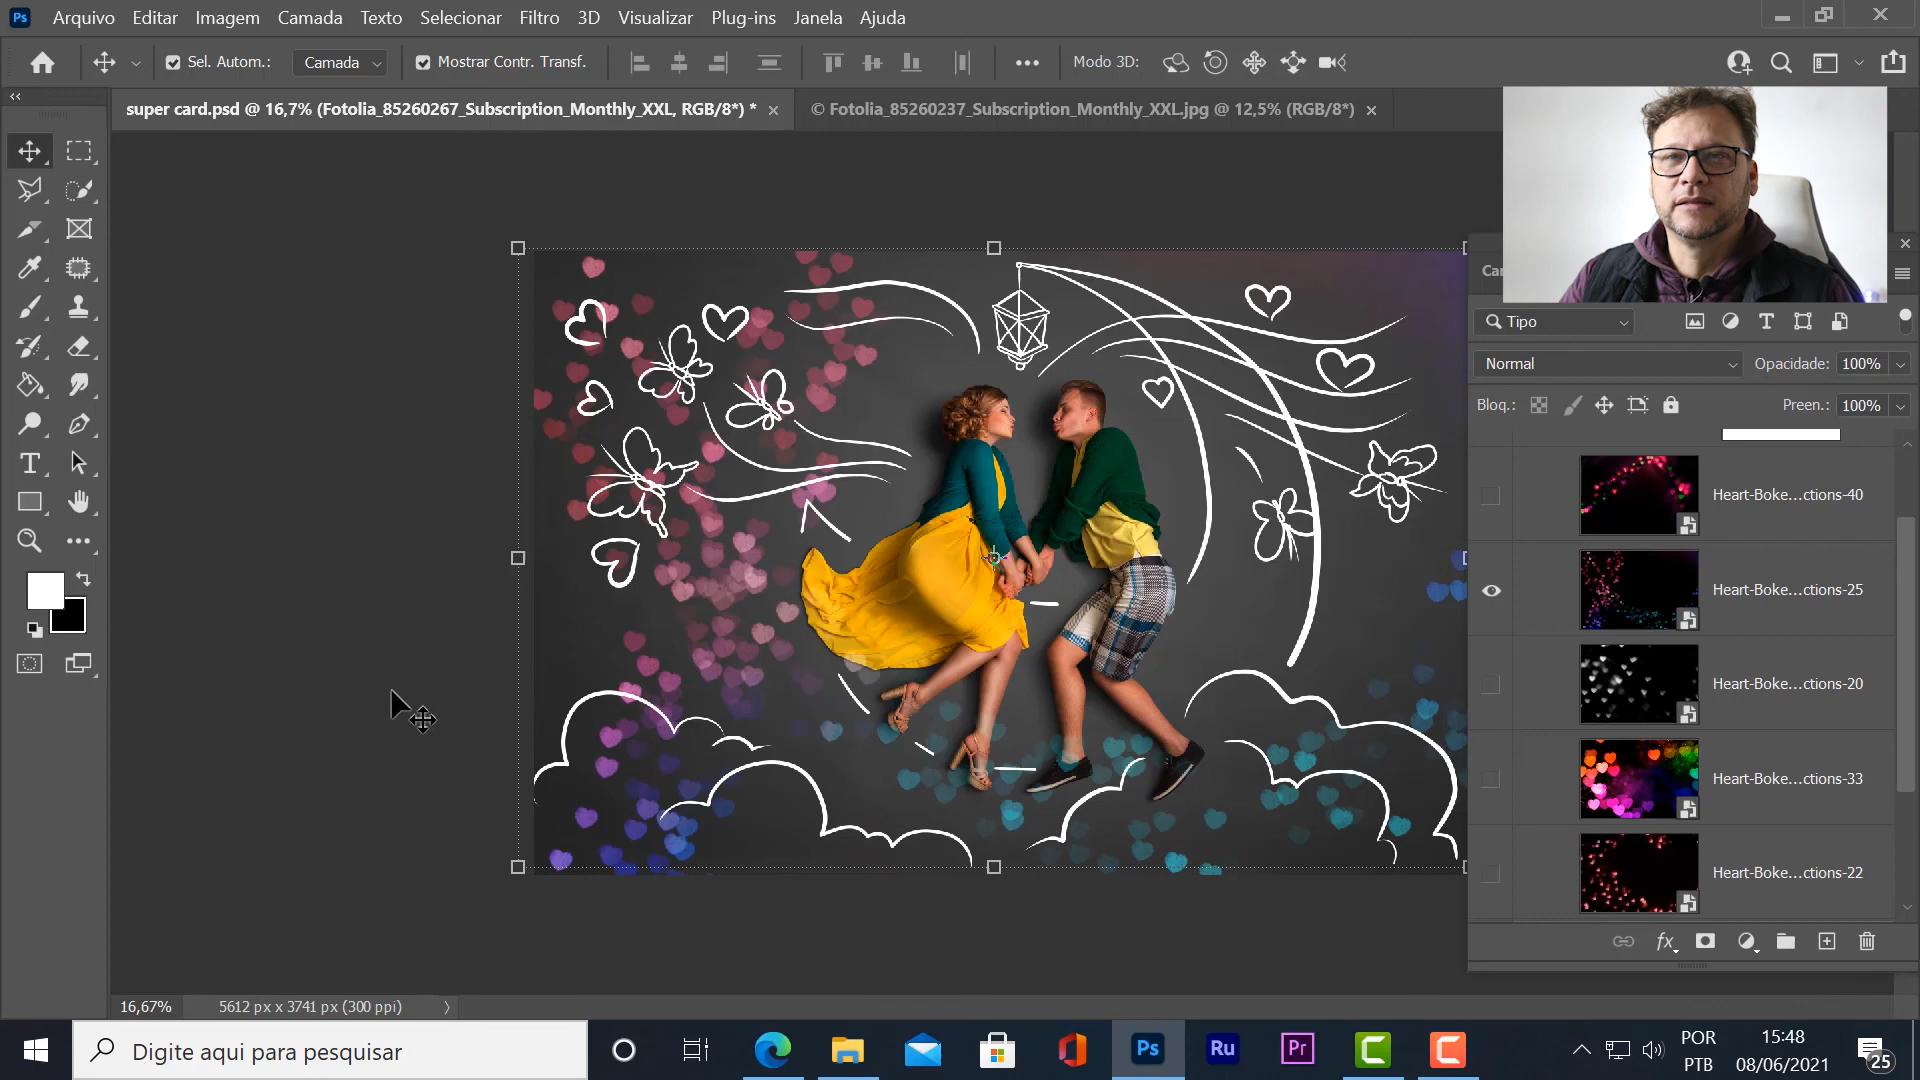 Ps Arquivo Editar Imagem Camada Texto Selecionar Filtro 3D Visualizar Plug-ins Janela Ajuda
Sel. Autom.: Camada Mostrar Contr. Transf. Modo 3D:
super card.psd @ 16,7% (Fotolia_85260267_Subscription_Monthly_XXL, RGB/8*) *
© Fotolia_85260237_Subscription_Monthly_XXL.jpg @ 12,5% (RGB/8*)
Tipo
Normal Opacidade: 100%
Bloq.: Preen.: 100%
Heart-Boke...ctions-40
Heart-Boke...ctions-25
Heart-Boke...ctions-20
Heart-Boke...ctions-33
Heart-Boke...ctions-22
fx
16,67% 5612 px x 3741 px (300 ppi)
Digite aqui para pesquisar
Ps Ru Pr
POR
PTB
15:48
08/06/2021
25